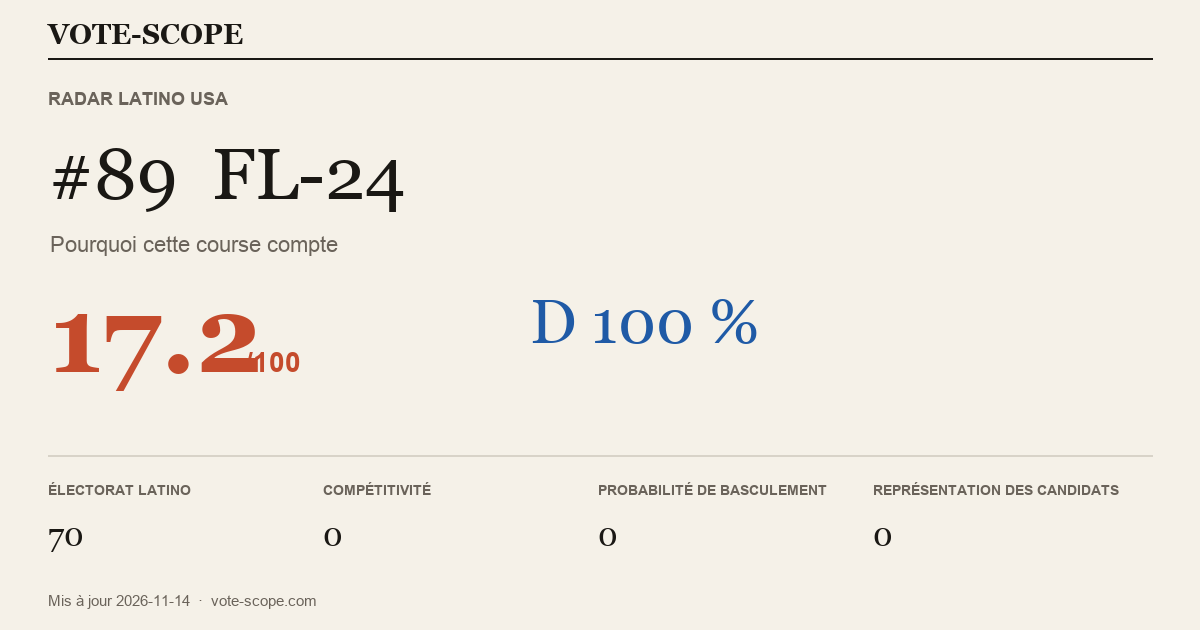 VOTE-SCOPE
RADAR LATINO USA
#89 FL-24
Pourquoi cette course compte
17.2/100
D 100 %
ÉLECTORAT LATINO
70
COMPÉTITIVITÉ
0
PROBABILITÉ DE BASCULEMENT
0
REPRÉSENTATION DES CANDIDATS
0
Mis à jour 2026-11-14 · vote-scope.com